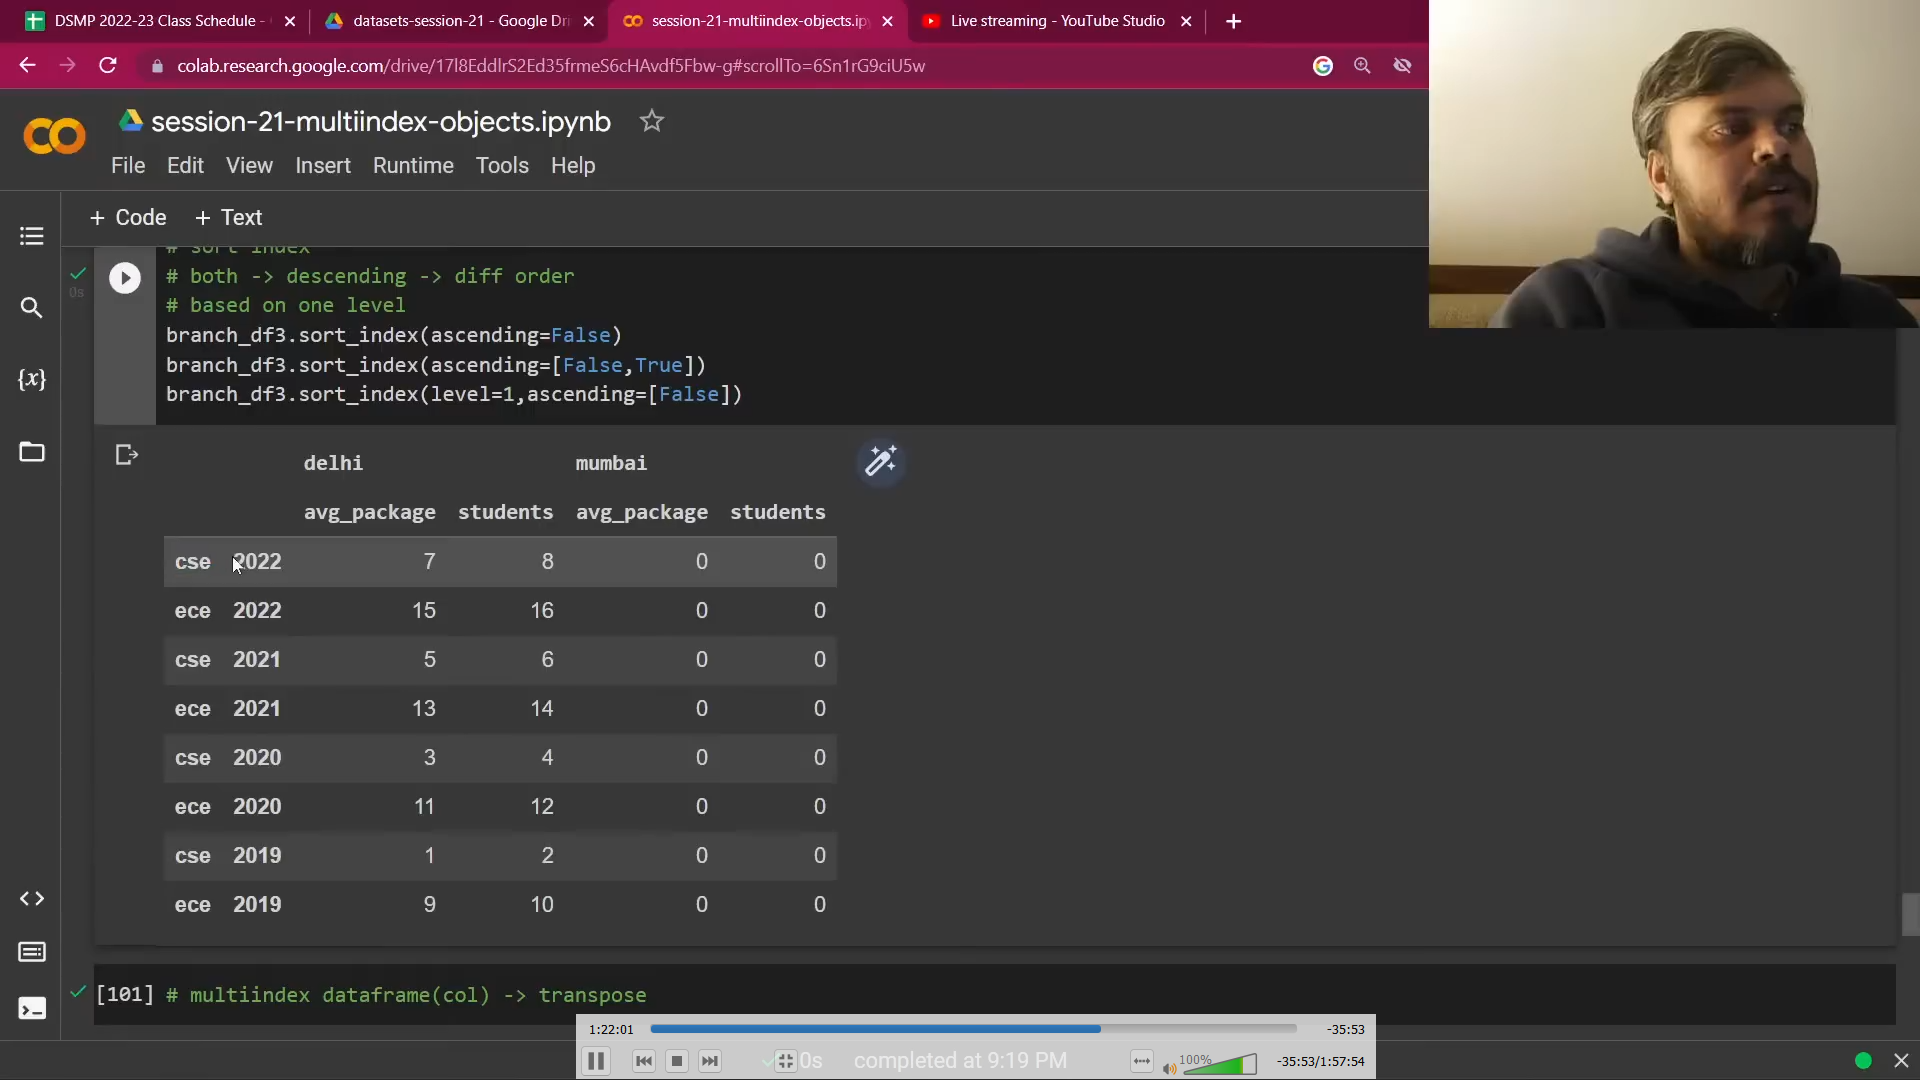 DSMP 2022-23 Class Schedule -
datasets-session-21 - Google Dri
session-21-multiindex-objects.ip
Live streaming - YouTube Studio
colab.research.google.com/drive/17l8EddlrS2Ed35frmeS6cHAvdf5Fbw-g#scrollTo=6Sn1rG9ciU5w
session-21-multiindex-objects.ipynb
File Edit View Insert Runtime Tools Help
+ Code + Text
# sort index
# both -> descending -> diff order
# based on one level
branch_df3.sort_index(ascending=False)
branch_df3.sort_index(ascending=[False,True])
branch_df3.sort_index(level=1,ascending=[False])
0s
{x}
delhi mumbai
avg_package students avg_package students
cse 2022 7 8 0 0
ece 2022 15 16 0 0
cse 2021 5 6 0 0
ece 2021 13 14 0 0
cse 2020 3 4 0 0
ece 2020 11 12 0 0
cse 2019 1 2 0 0
ece 2019 9 10 0 0
[101] # multiindex dataframe(col) -> transpose
1:22:01 -35:53
0s completed at 9:19 PM 100% -35:53/1:57:54